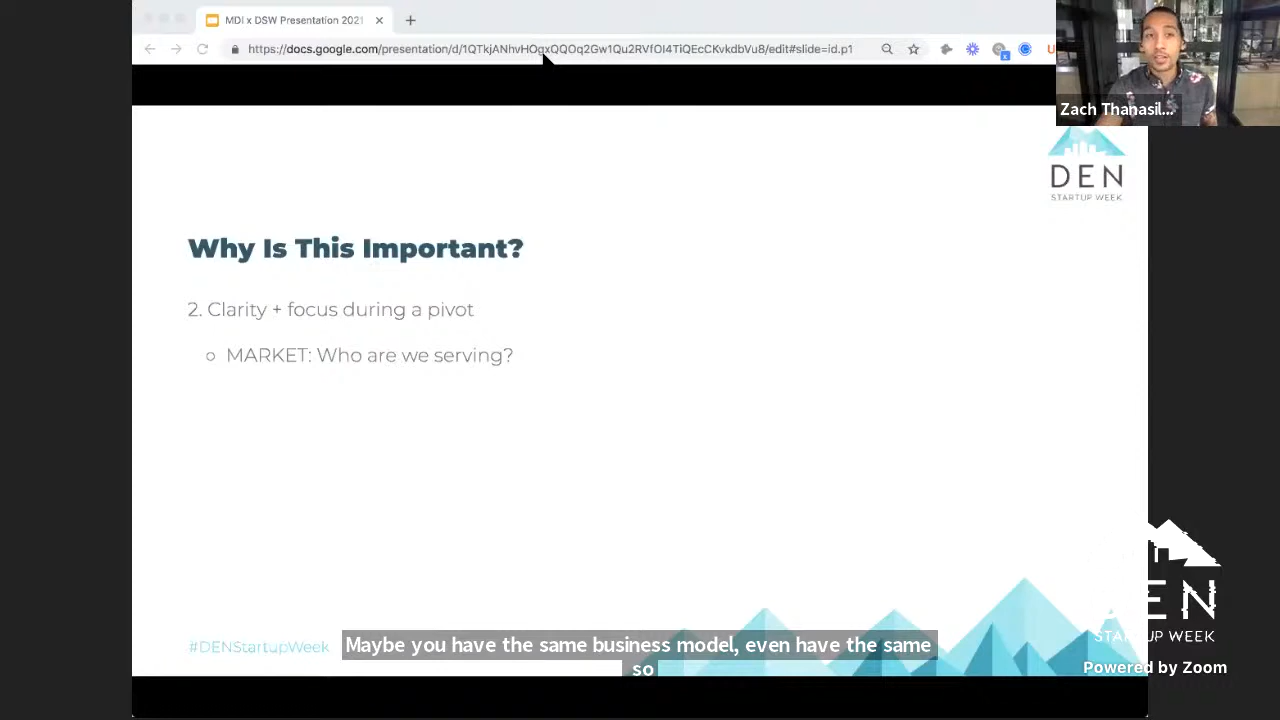 MDI x DSW Presentation 2021
https://docs.google.com/presentation/d/1QTkjANhvHOgxQQOq2Gw1Qu2RVfOI4TiQEcCKvkdbVu8/edit#slide=id.p1
Zach Thanasil...
DEN
STARTUP WEEK
Why Is This Important?
2. Clarity + focus during a pivot
MARKET: Who are we serving?
#DENStartupWeek
Maybe you have the same business model, even have the same
so
DEN
STARTUP WEEK
Powered by Zoom